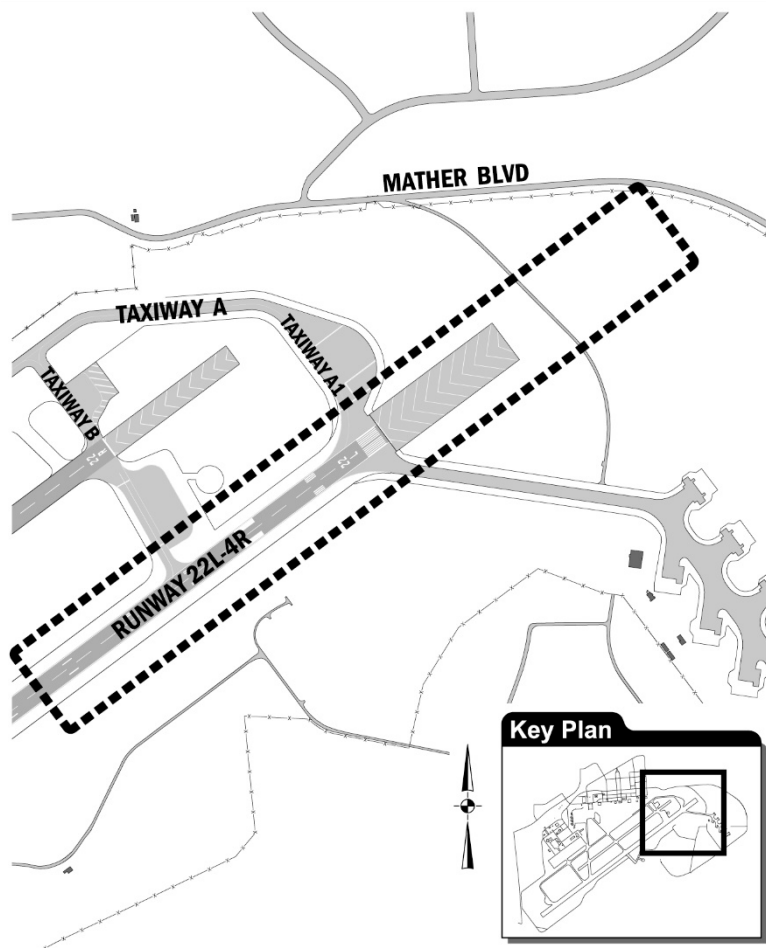 MATHER BLVD
TAXIWAY A
TAXIWAY A1
TAXIWAY B
22
22
L
RUNWAY 22L-4R
Key Plan